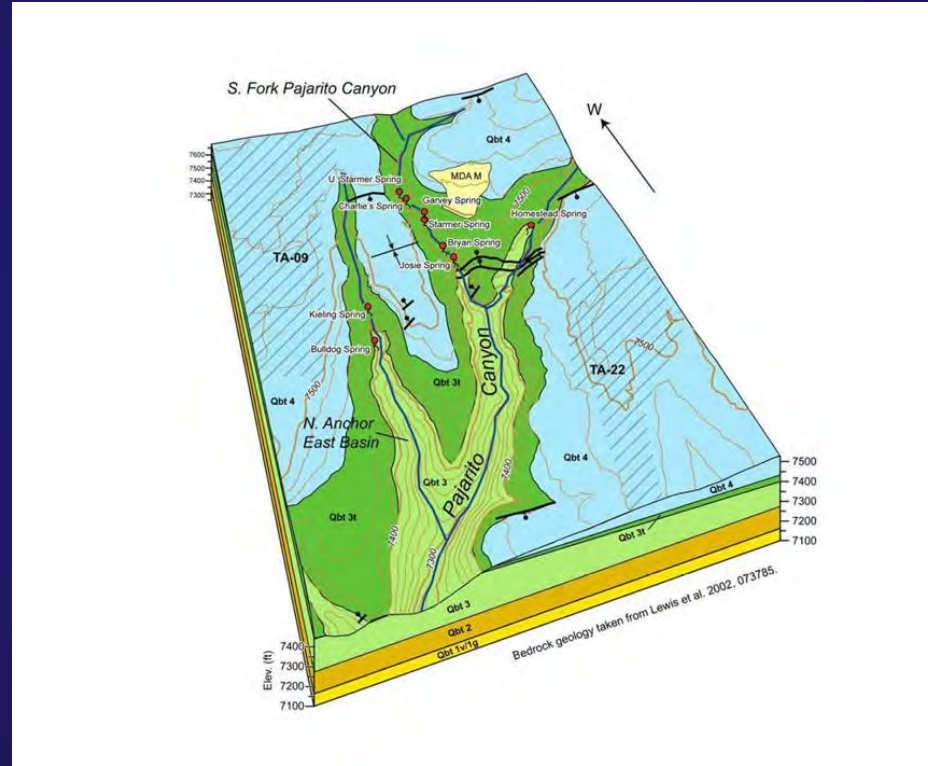 S. Fork Pajarito Canyon
W
7600
7500
7400
7300
Qbt 4
MDA M
U. Starmer Spring
Charlie's Spring
Garvey Spring
Starmer Spring
7500
Homestead Spring
Bryan Spring
Josie Spring
TA-09
Kieling Spring
Bulldog Spring
7500
Qbt 4
Qbt 3t
Canyon
7500
TA-22
N. Anchor
East Basin
Qbt 3
Pajarito
7400
Qbt 4
Qbt 3t
7400
7300
Qbt 4
Qbt 3t
7500
7400
7300
7200
7100
Qbt 3
Qbt 2
Qbt 1v/1g
Bedrock geology taken from Lewis et al. 2002, 073785.
Elev. (ft)
7400
7300
7200
7100